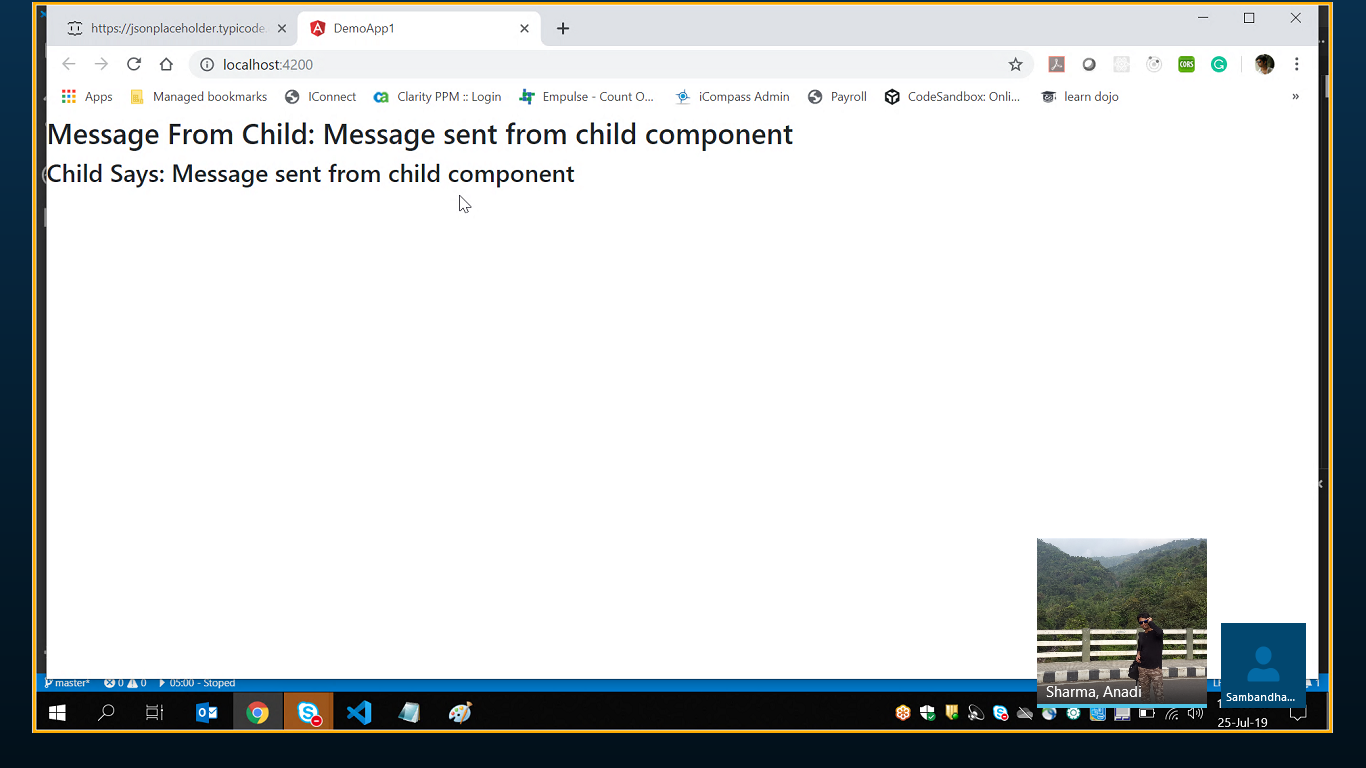 https://jsonplaceholder.typicode.
DemoApp1
localhost:4200
CORS
Apps
Managed bookmarks
IConnect
ca
Clarity PPM :: Login
Empulse - Count O...
iCompass Admin
Payroll
CodeSandbox: Onli...
learn dojo
»
Message From Child: Message sent from child component
Child Says: Message sent from child component
Sharma, Anadi
Sambandha...
master*
0
0
05:00 - Stoped
25-Jul-19